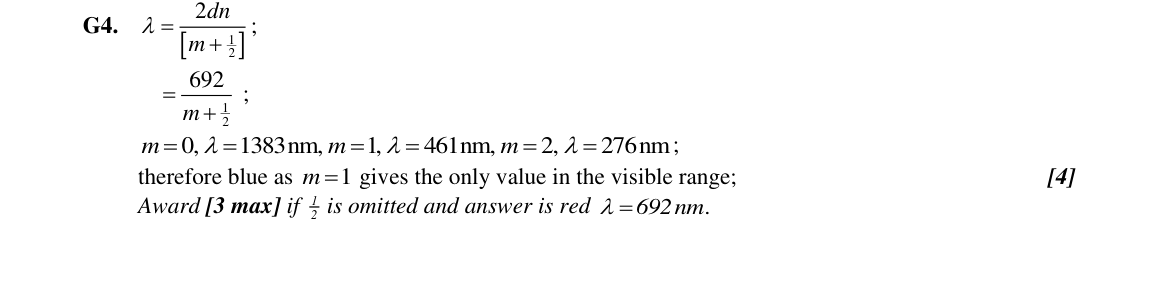 G4. λ = 2dn / [m + 1/2] ;
= 692 / m + 1/2 ;
m = 0, λ = 1383 nm, m = 1, λ = 461 nm, m = 2, λ = 276 nm ;
therefore blue as m = 1 gives the only value in the visible range; [4]
Award [3 max] if 1/2 is omitted and answer is red λ = 692 nm.